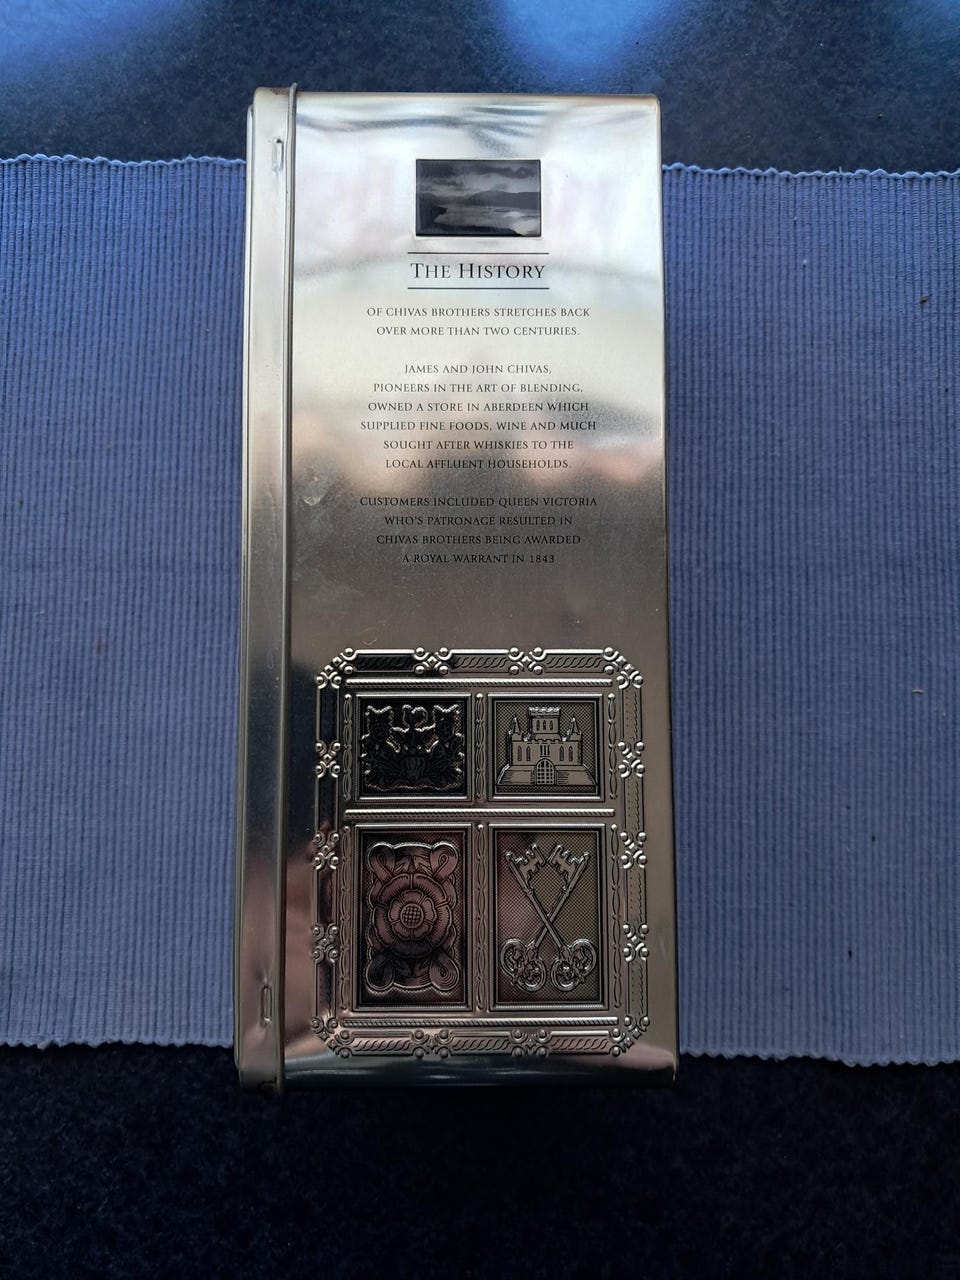 THE HISTORY
OF CHIVAS BROTHERS STRETCHES BACK
OVER MORE THAN TWO CENTURIES.
JAMES AND JOHN CHIVAS,
PIONEERS IN THE ART OF BLENDING,
OWNED A STORE IN ABERDEEN WHICH
SUPPLIED FINE FOODS, WINE AND MUCH
SOUGHT AFTER WHISKIES TO THE
LOCAL AFFLUENT HOUSEHOLDS.
CUSTOMERS INCLUDED QUEEN VICTORIA
WHO'S PATRONAGE RESULTED IN
CHIVAS BROTHERS BEING AWARDED
A ROYAL WARRANT IN 1843